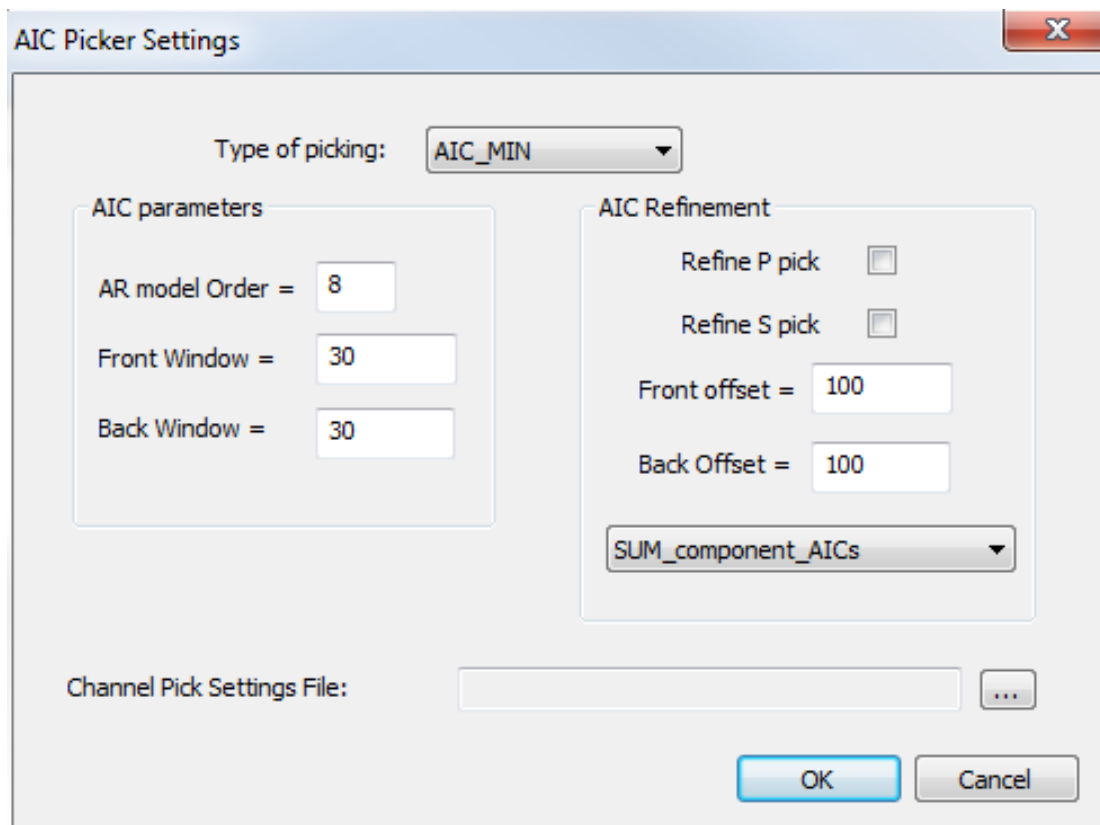 AIC Picker Settings
Type of picking: AIC_MIN
AIC parameters
AR model Order = 8
Front Window = 30
Back Window = 30
AIC Refinement
Refine P pick
Refine S pick
Front offset = 100
Back Offset = 100
SUM_component_AICs
Channel Pick Settings File: ...
OK Cancel